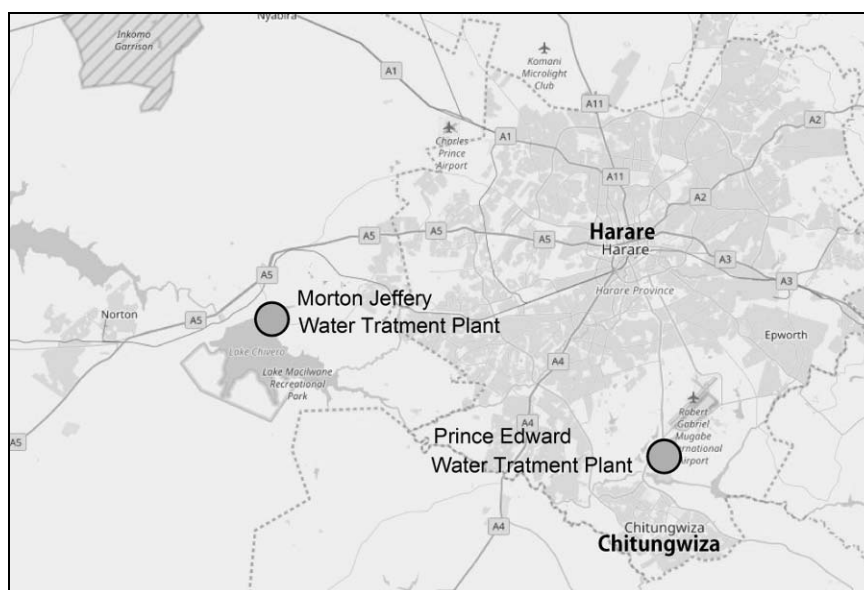 Inkomo
Garrison
Nyabira
A1
Komani
Microlight
Club
A11
A2
Charles
Prince
Airport
A1
A11
A2
A5
A5
A5
Harare
Harare
A3
A5
Harare Province
A3
Morton Jeffery
Water Tratment Plant
Norton
A5
Epworth
Lake Chivero
A4
Lake Macilwane
Recreational
Park
Robert
Gabriel
Mugabe
ernational
Airport
A4
Prince Edward
Water Tratment Plant
A5
A4
Chitungwiza
Chitungwiza